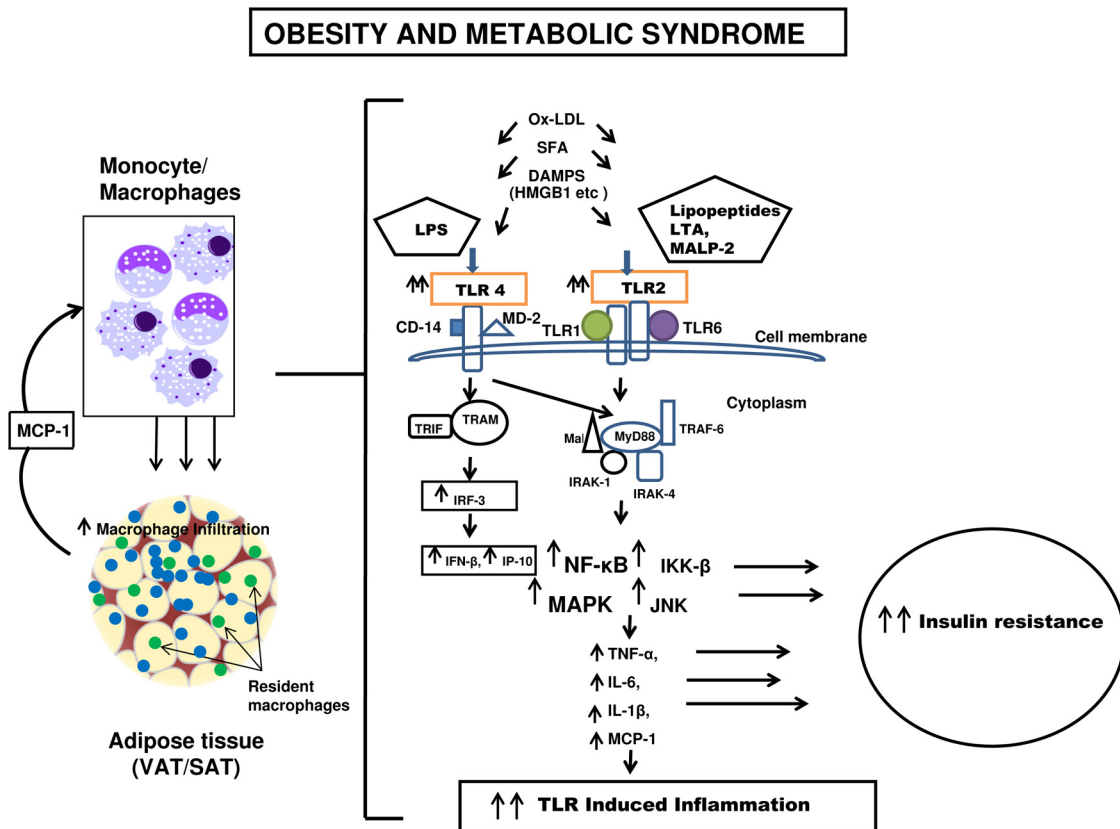 OBESITY AND METABOLIC SYNDROME
Monocyte/
Macrophages
MCP-1
↑ Macrophage Infiltration
Resident
macrophages
Adipose tissue
(VAT/SAT)
Ox-LDL
SFA
DAMPS
(HMGB1 etc )
LPS
Lipopeptides
LTA,
MALP-2
↑↑ TLR 4
↑↑ TLR2
CD-14
MD-2
TLR1
TLR6
Cell membrane
Cytoplasm
TRIF
TRAM
Mal
MyD88
TRAF-6
IRAK-1
IRAK-4
↑ IRF-3
↑ IFN-β, ↑ IP-10
↑ NF-κB ↑ IKK-β
↑ MAPK ↑ JNK
↑ TNF-α,
↑ IL-6,
↑ IL-1β,
↑ MCP-1
↑↑ Insulin resistance
↑↑ TLR Induced Inflammation